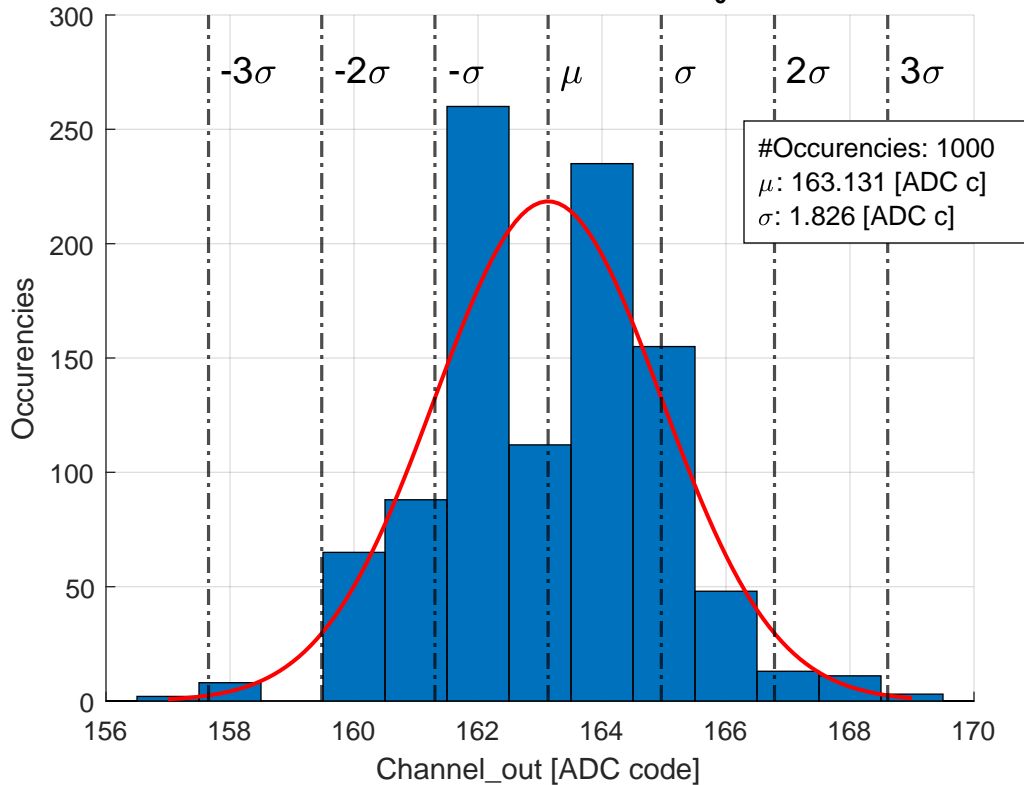 300
-3σ
-2σ
-σ
μ
σ
2σ
3σ
250
#Occurencies: 1000
μ: 163.131 [ADC c]
σ: 1.826 [ADC c]
200
Occurencies
150
100
50
0
156
158
160
162
164
166
168
170
Channel_out [ADC code]